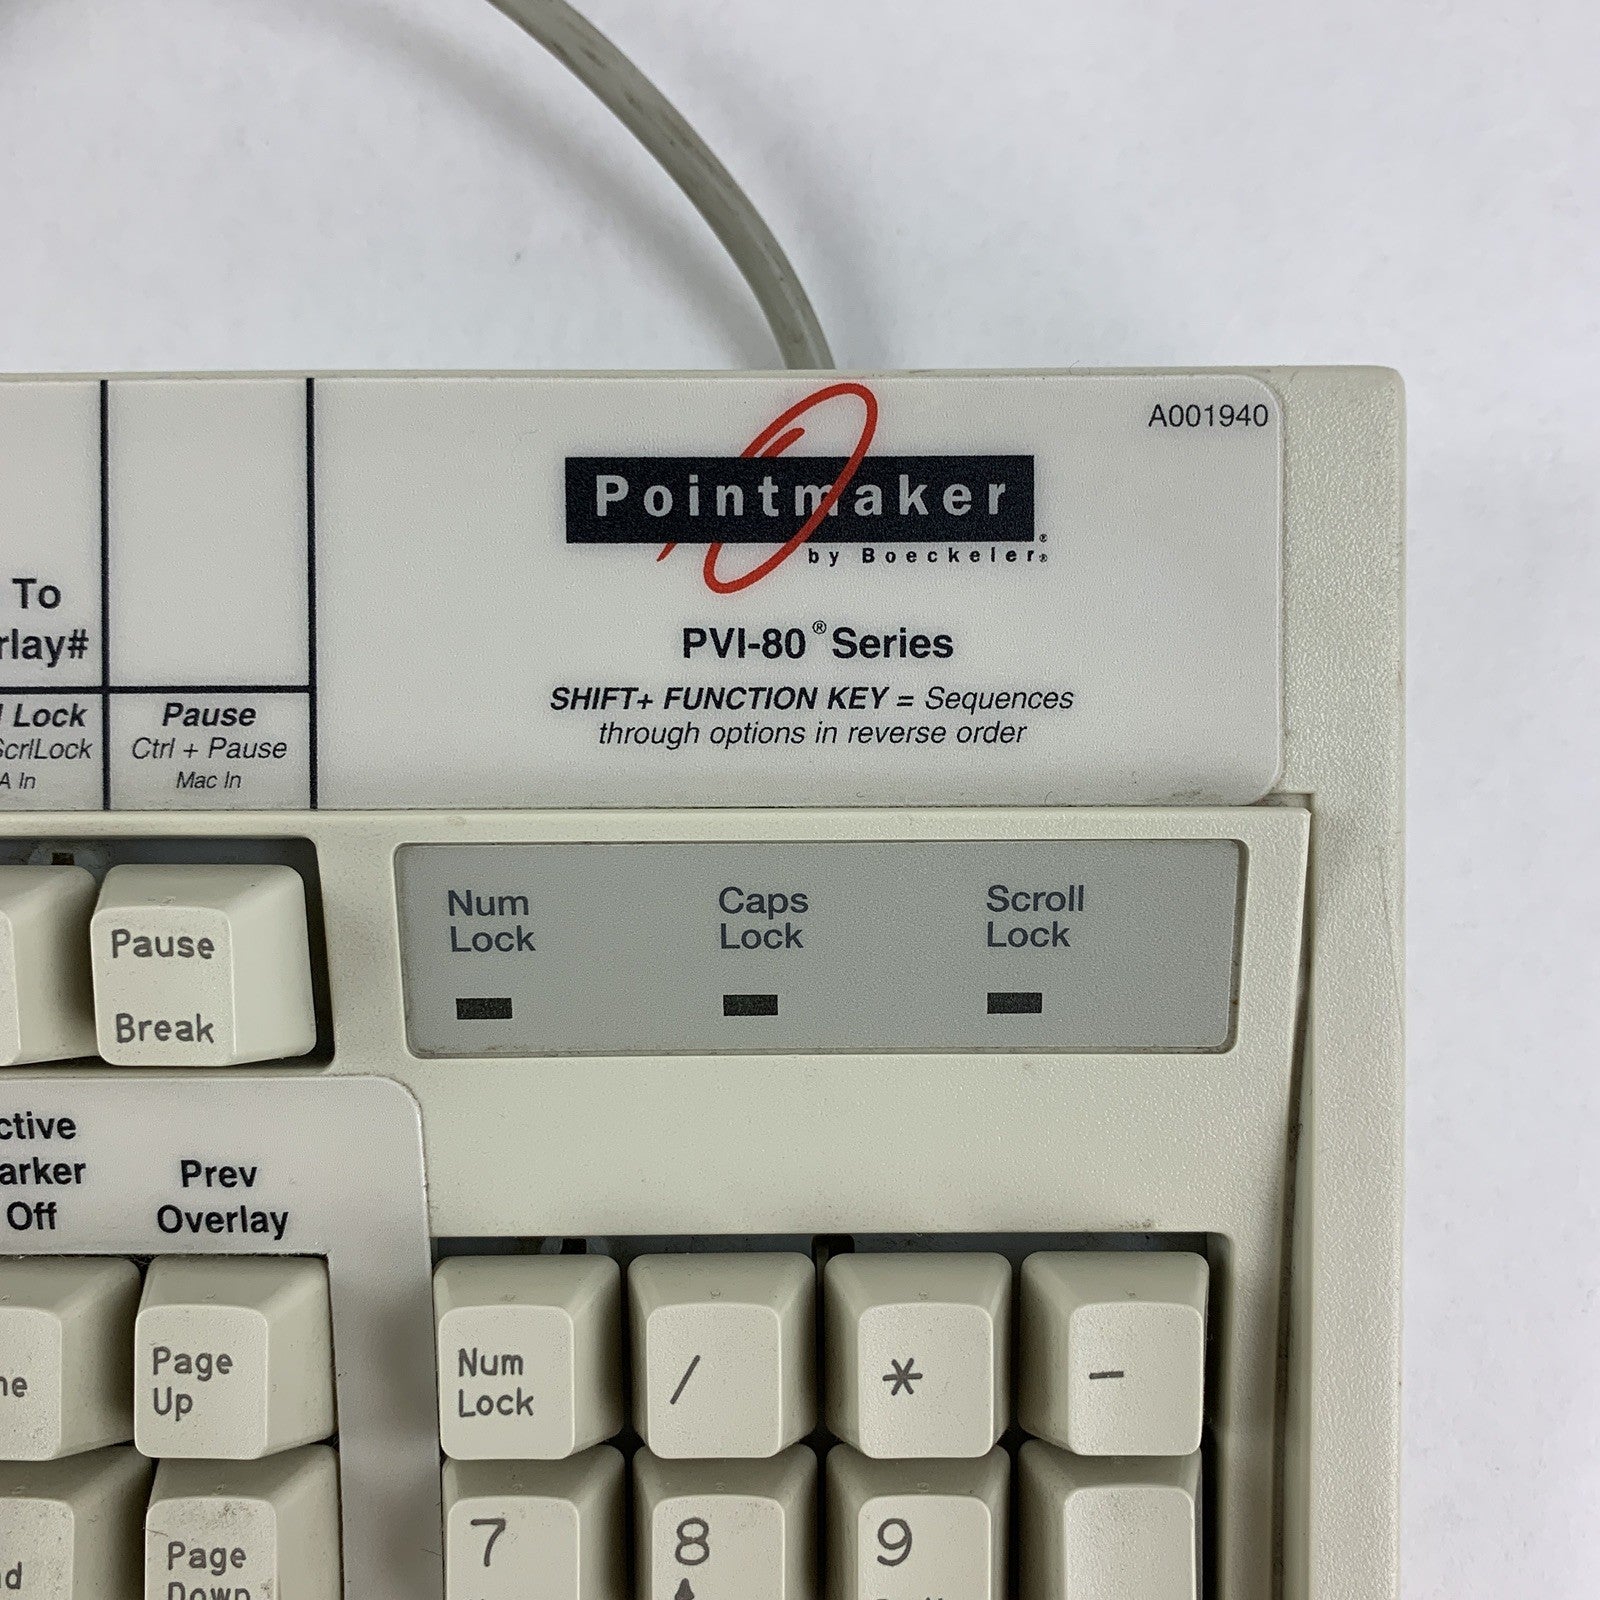 A001940
Pointmaker®
by Boeckeler®
PVI-80® Series
SHIFT+ FUNCTION KEY = Sequences
through options in reverse order
To
rlay#
Lock
ScrlLock
A In
Pause
Ctrl + Pause
Mac In
Num
Lock
Caps
Lock
Scroll
Lock
Pause
Break
ctive
arker
Off
Prev
Overlay
Page
Up
Num
Lock
/
*
-
7
8
9
Page
Down